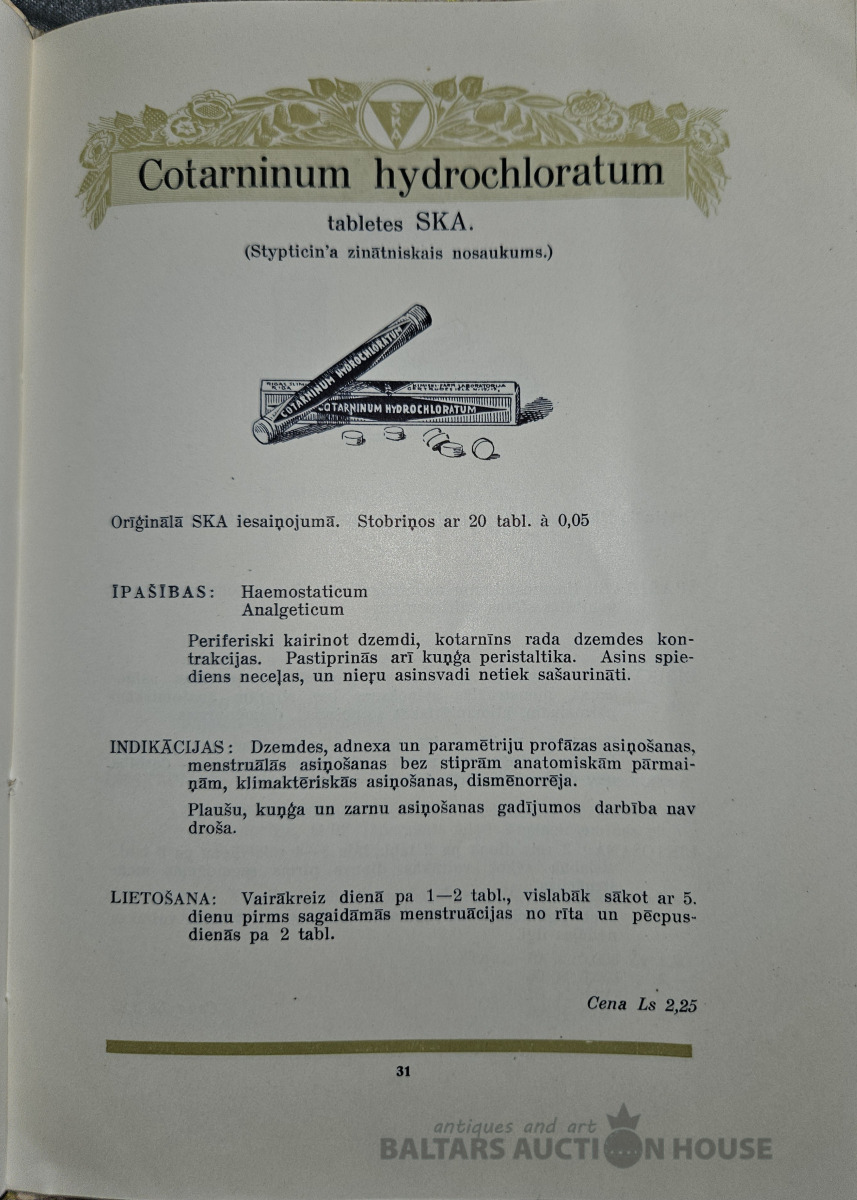 SKA
Cotarninum hydrochloratum
tabletes SKA.
(Stypticin'a zinātniskais nosaukums.)
COTARNINUM HYDROCHLORATUM
COTARNINUM HYDROCHLORATUM
Orīģinālā SKA iesaiņojumā. Stobriņos ar 20 tabl. à 0,05
ĪPAŠĪBAS: Haemostaticum
Analgeticum
Periferiski kairinot dzemdi, kotarnīns rada dzemdes kon-
trakcijas. Pastiprinās arī kuņģa peristaltika. Asins spie-
diens neceļas, un nieŗu asinsvadi netiek sašaurināti.
INDIKĀCIJAS: Dzemdes, adnexa un paramētriju profāzas asiņošanas,
menstruālās asiņošanas bez stiprām anatomiskām pārmai-
ņām, klimaktēriskās asiņošanas, dismēnorrēja.
Plaušu, kuņģa un zarnu asiņošanas gadījumos darbība nav
droša.
LIETOŠANA: Vairākreiz dienā pa 1—2 tabl., vislabāk sākot ar 5.
dienu pirms sagaidāmās menstruācijas no rīta un pēcpus-
dienās pa 2 tabl.
Cena Ls 2,25
31
antiques and art
BALTARS AUCTION HOUSE